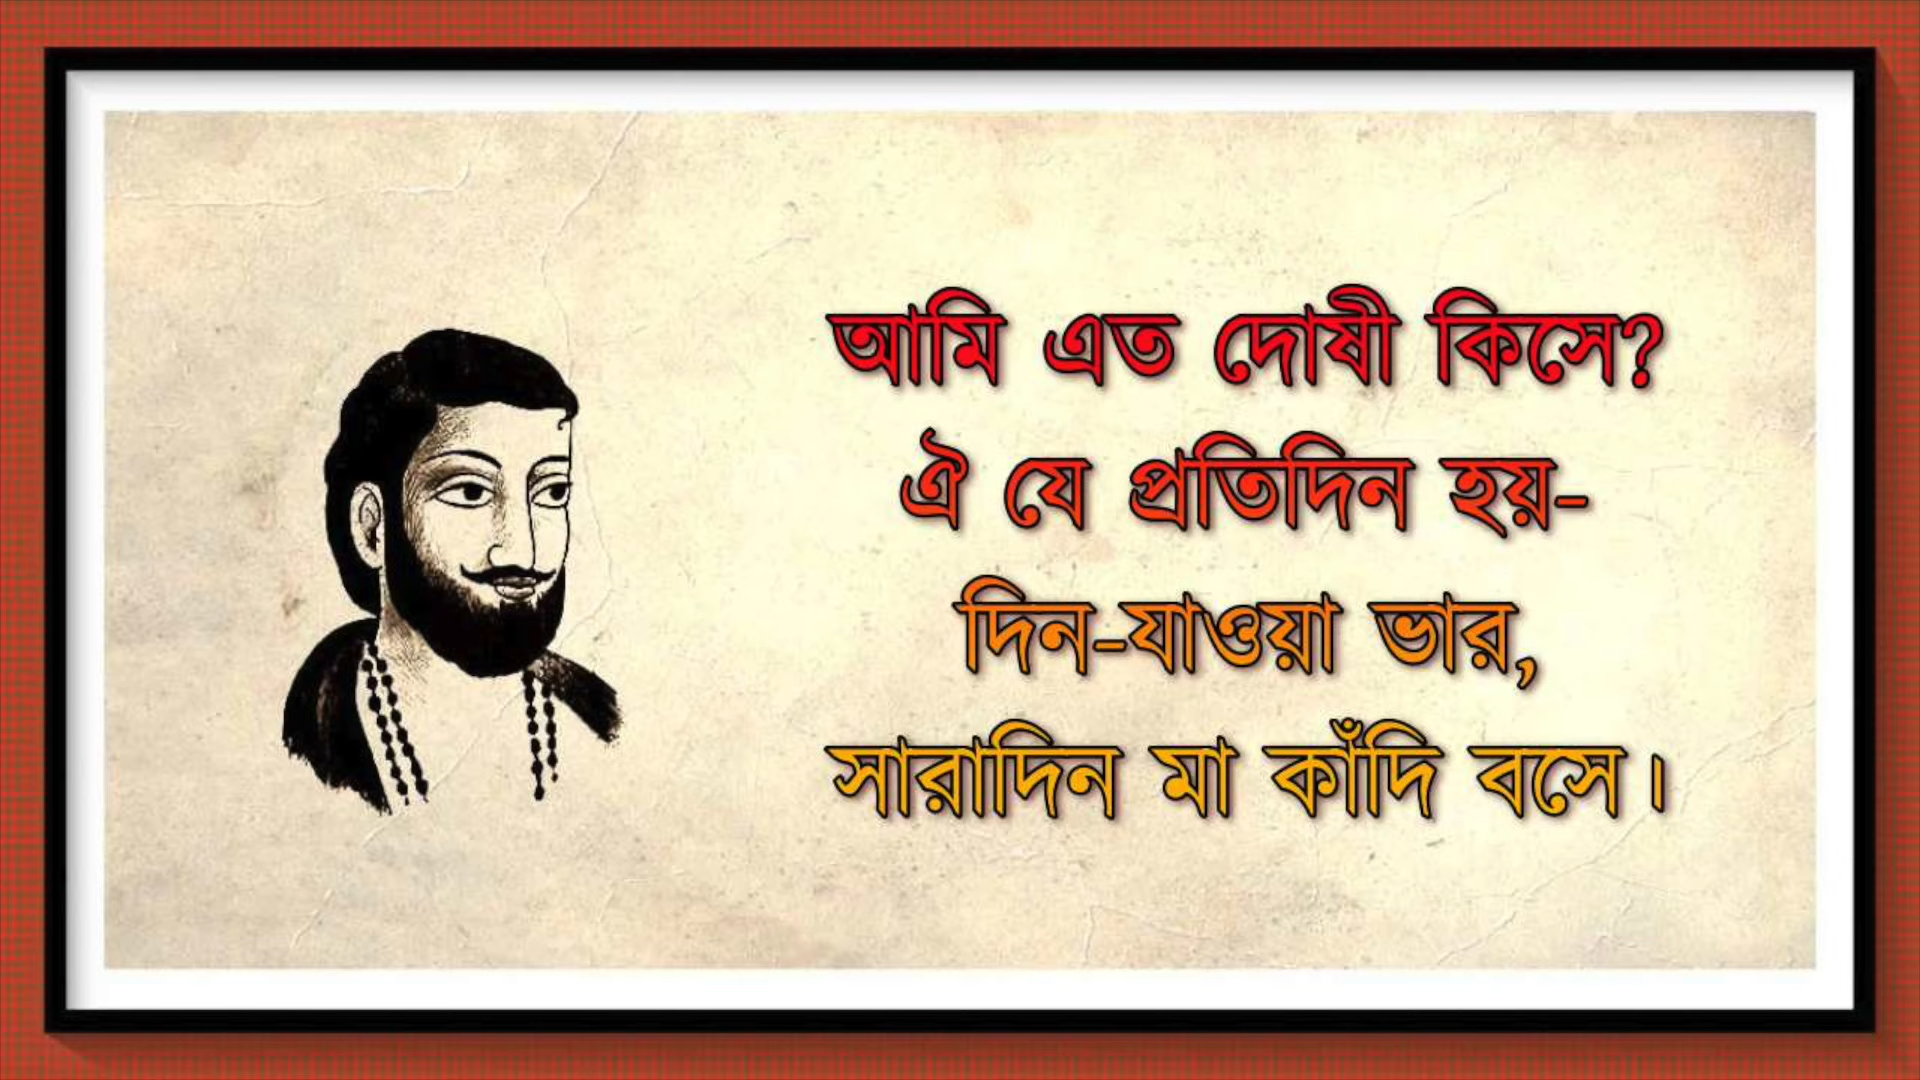 আমি এত দোষী কিসে?
ঐ যে প্রতিদিন হয়-
দিন-যাওয়া ভার,
সারাদিন মা কাঁদি বসে।